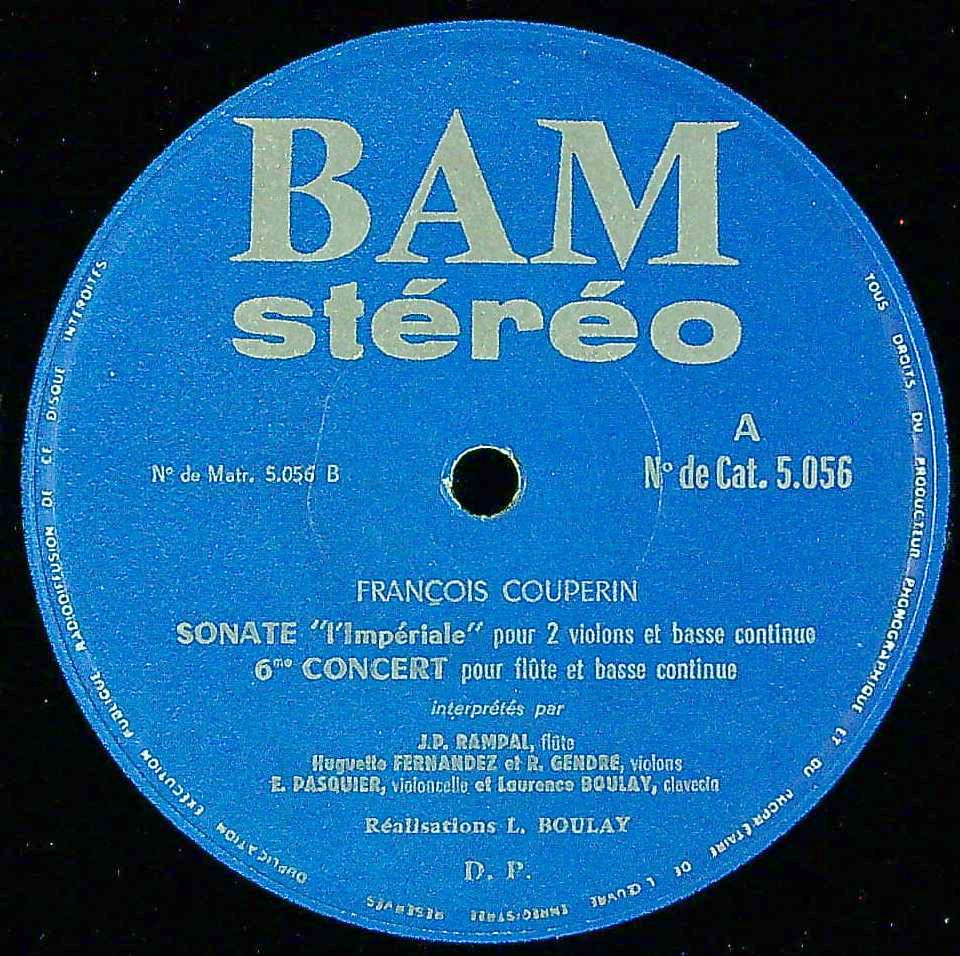 BAM
stéréo
A
Nº de Matr. 5.056 B
Nº de Cat. 5.056
FRANÇOIS COUPERIN
SONATE "l'Impériale" pour 2 violons et basse continue
6me CONCERT pour flûte et basse continue
interprétés par
J.P. RAMPAL, flûte
Huguette FERNANDEZ et R. GENDRE, violons
E. PASQUIER, violoncelle et Laurence BOULAY, clavecin
Réalisations L. BOULAY
D. P.
TOUS DROITS DU PRODUCTEUR PHONOGRAPHIQUE ET DU PROPRIÉTAIRE DE L'ŒUVRE ENREGISTRÉE RÉSERVÉS
DUPLICATION EXÉCUTION PUBLIQUE RADIODIFFUSION DE CE DISQUE INTERDITES